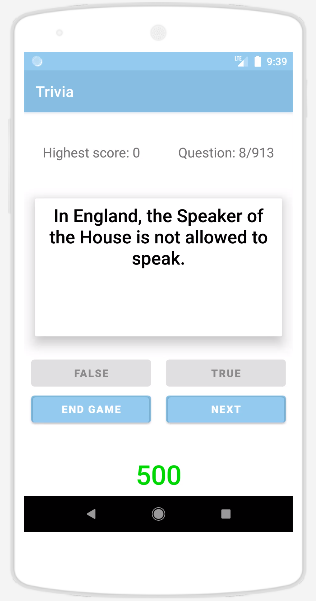 9:39
Trivia
Highest score: 0 Question: 8/913
In England, the Speaker of
the House is not allowed to
speak.
FALSE TRUE
END GAME NEXT
500